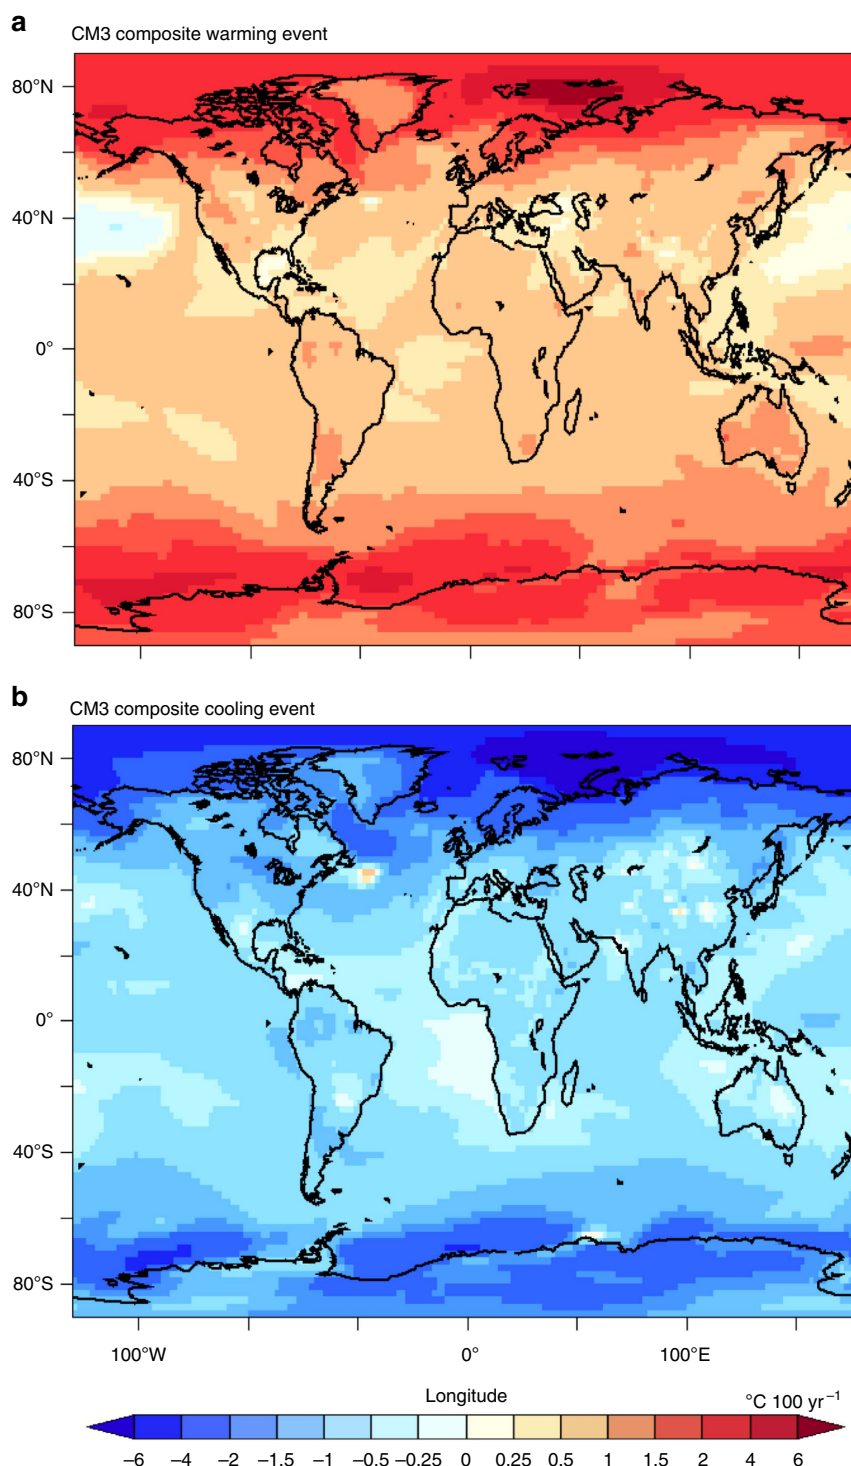 a
CM3 composite warming event
80°N
40°N
0°
40°S
80°S
b
CM3 composite cooling event
80°N
40°N
0°
40°S
80°S
100°W 0° 100°E
Longitude °C 100 yr⁻¹
−6 −4 −2 −1.5 −1 −0.5 −0.25 0 0.25 0.5 1 1.5 2 4 6